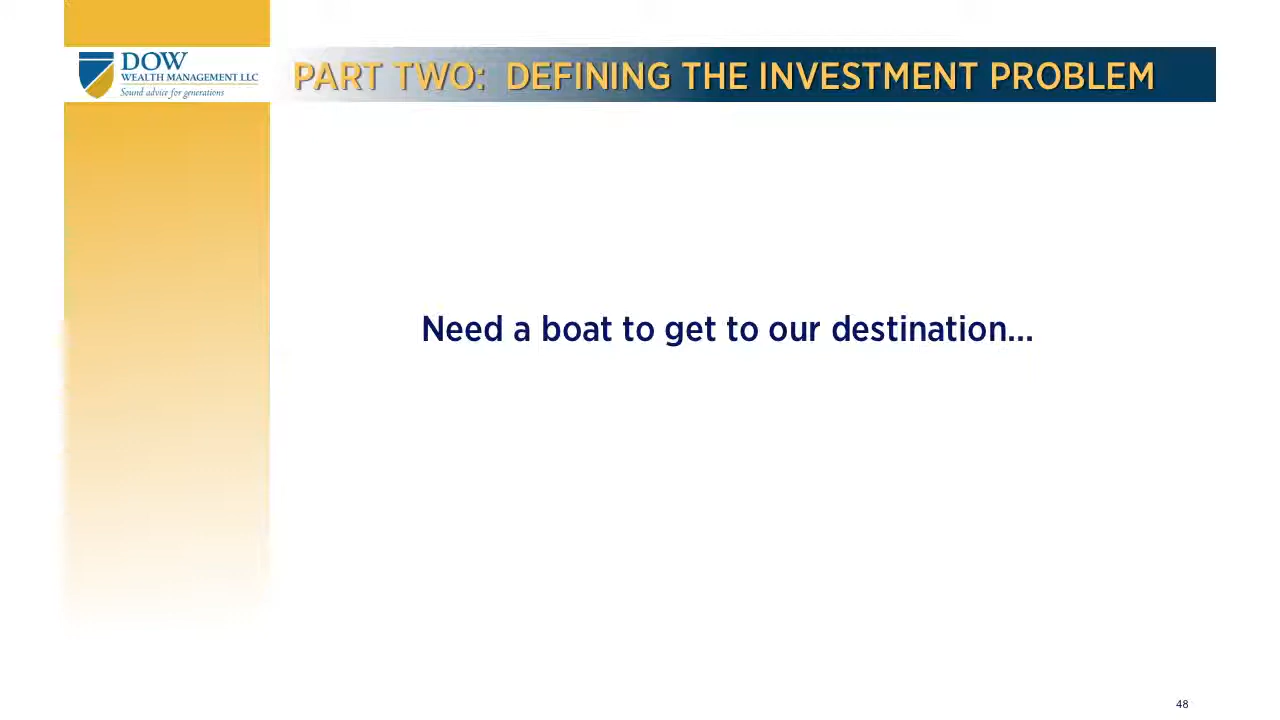 DOW
WEALTH MANAGEMENT LLC
Sound advice for generations
PART TWO: DEFINING THE INVESTMENT PROBLEM
Need a boat to get to our destination...
48